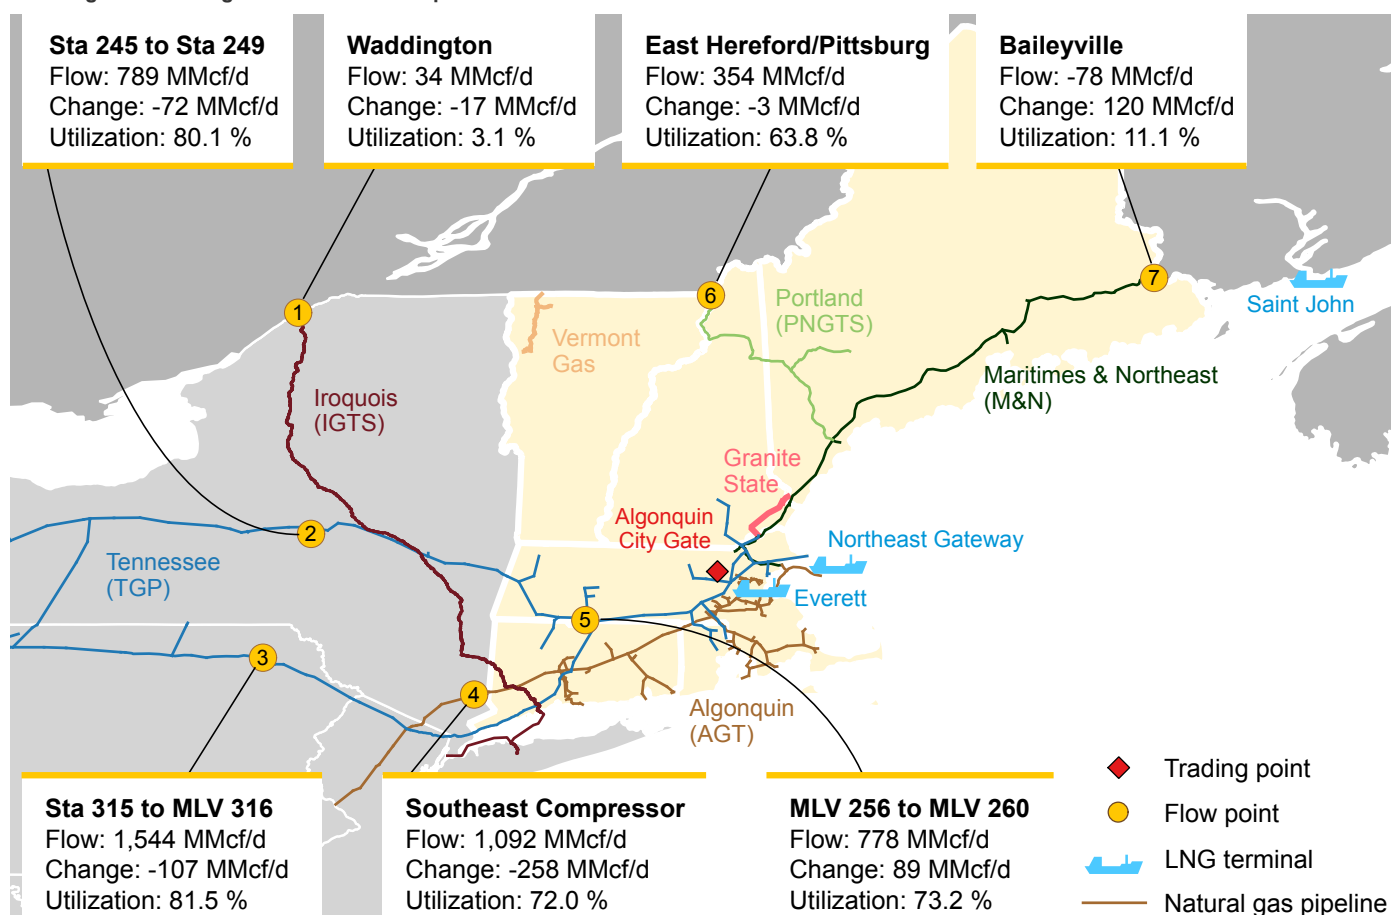 Sta 245 to Sta 249
Flow: 789 MMcf/d
Change: -72 MMcf/d
Utilization: 80.1 %
Waddington
Flow: 34 MMcf/d
Change: -17 MMcf/d
Utilization: 3.1 %
East Hereford/Pittsburg
Flow: 354 MMcf/d
Change: -3 MMcf/d
Utilization: 63.8 %
Baileyville
Flow: -78 MMcf/d
Change: 120 MMcf/d
Utilization: 11.1 %
1
6
7
Portland
(PNGTS)
Saint John
Vermont
Gas
Iroquois
(IGTS)
Maritimes & Northeast
(M&N)
Granite
State
Algonquin
City Gate
2
Northeast Gateway
Tennessee
(TGP)
Everett
5
3
4
Algonquin
(AGT)
Sta 315 to MLV 316
Flow: 1,544 MMcf/d
Change: -107 MMcf/d
Utilization: 81.5 %
Southeast Compressor
Flow: 1,092 MMcf/d
Change: -258 MMcf/d
Utilization: 72.0 %
MLV 256 to MLV 260
Flow: 778 MMcf/d
Change: 89 MMcf/d
Utilization: 73.2 %
Trading point
Flow point
LNG terminal
Natural gas pipeline